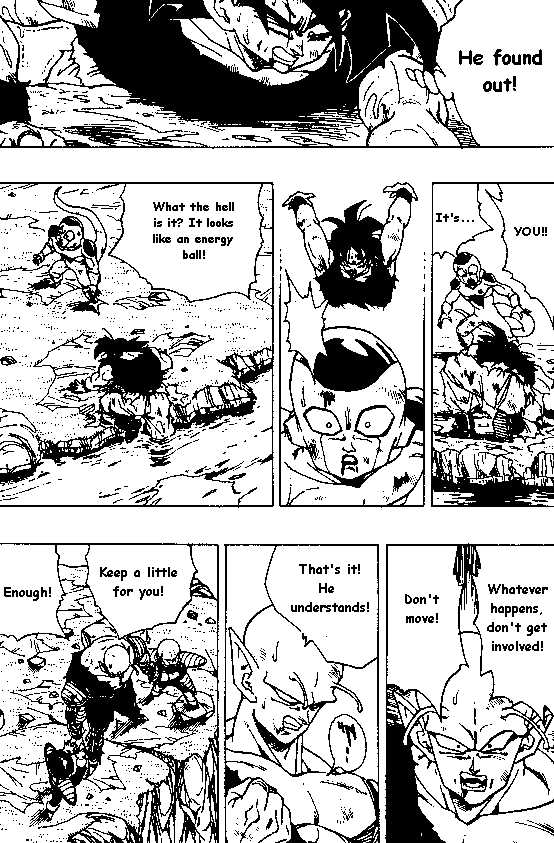 He found
out!
What the hell
is it? It looks
like an energy
ball!
It's...
YOU!!
Enough!
Keep a little
for you!
That's it!
He
understands!
Don't
move!
Whatever
happens,
don't get
involved!